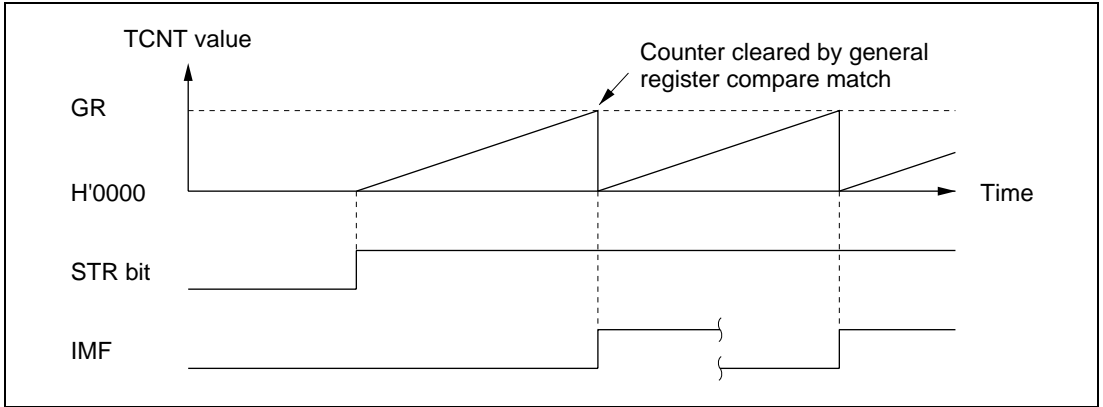 TCNT value
Counter cleared by general
register compare match
GR
H'0000
Time
STR bit
IMF